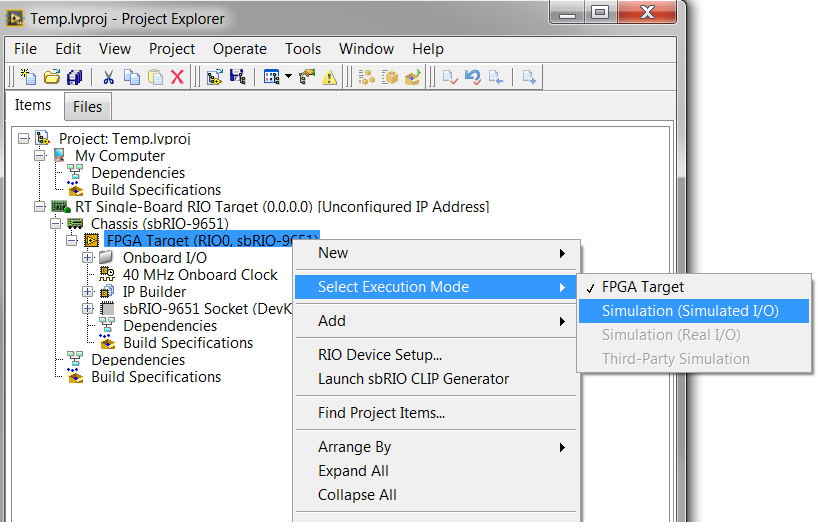 Temp.lvproj - Project Explorer
File Edit View Project Operate Tools Window Help
Items Files
Project: Temp.lvproj
My Computer
Dependencies
Build Specifications
RT Single-Board RIO Target (0.0.0.0) [Unconfigured IP Address]
Chassis (sbRIO-9651)
FPGA Target (RIO0, sbRIO-9651)
Onboard I/O
40 MHz Onboard Clock
IP Builder
sbRIO-9651 Socket (DevK
Dependencies
Build Specifications
Dependencies
Build Specifications
New
Select Execution Mode
Add
RIO Device Setup...
Launch sbRIO CLIP Generator
Find Project Items...
Arrange By
Expand All
Collapse All
FPGA Target
Simulation (Simulated I/O)
Simulation (Real I/O)
Third-Party Simulation